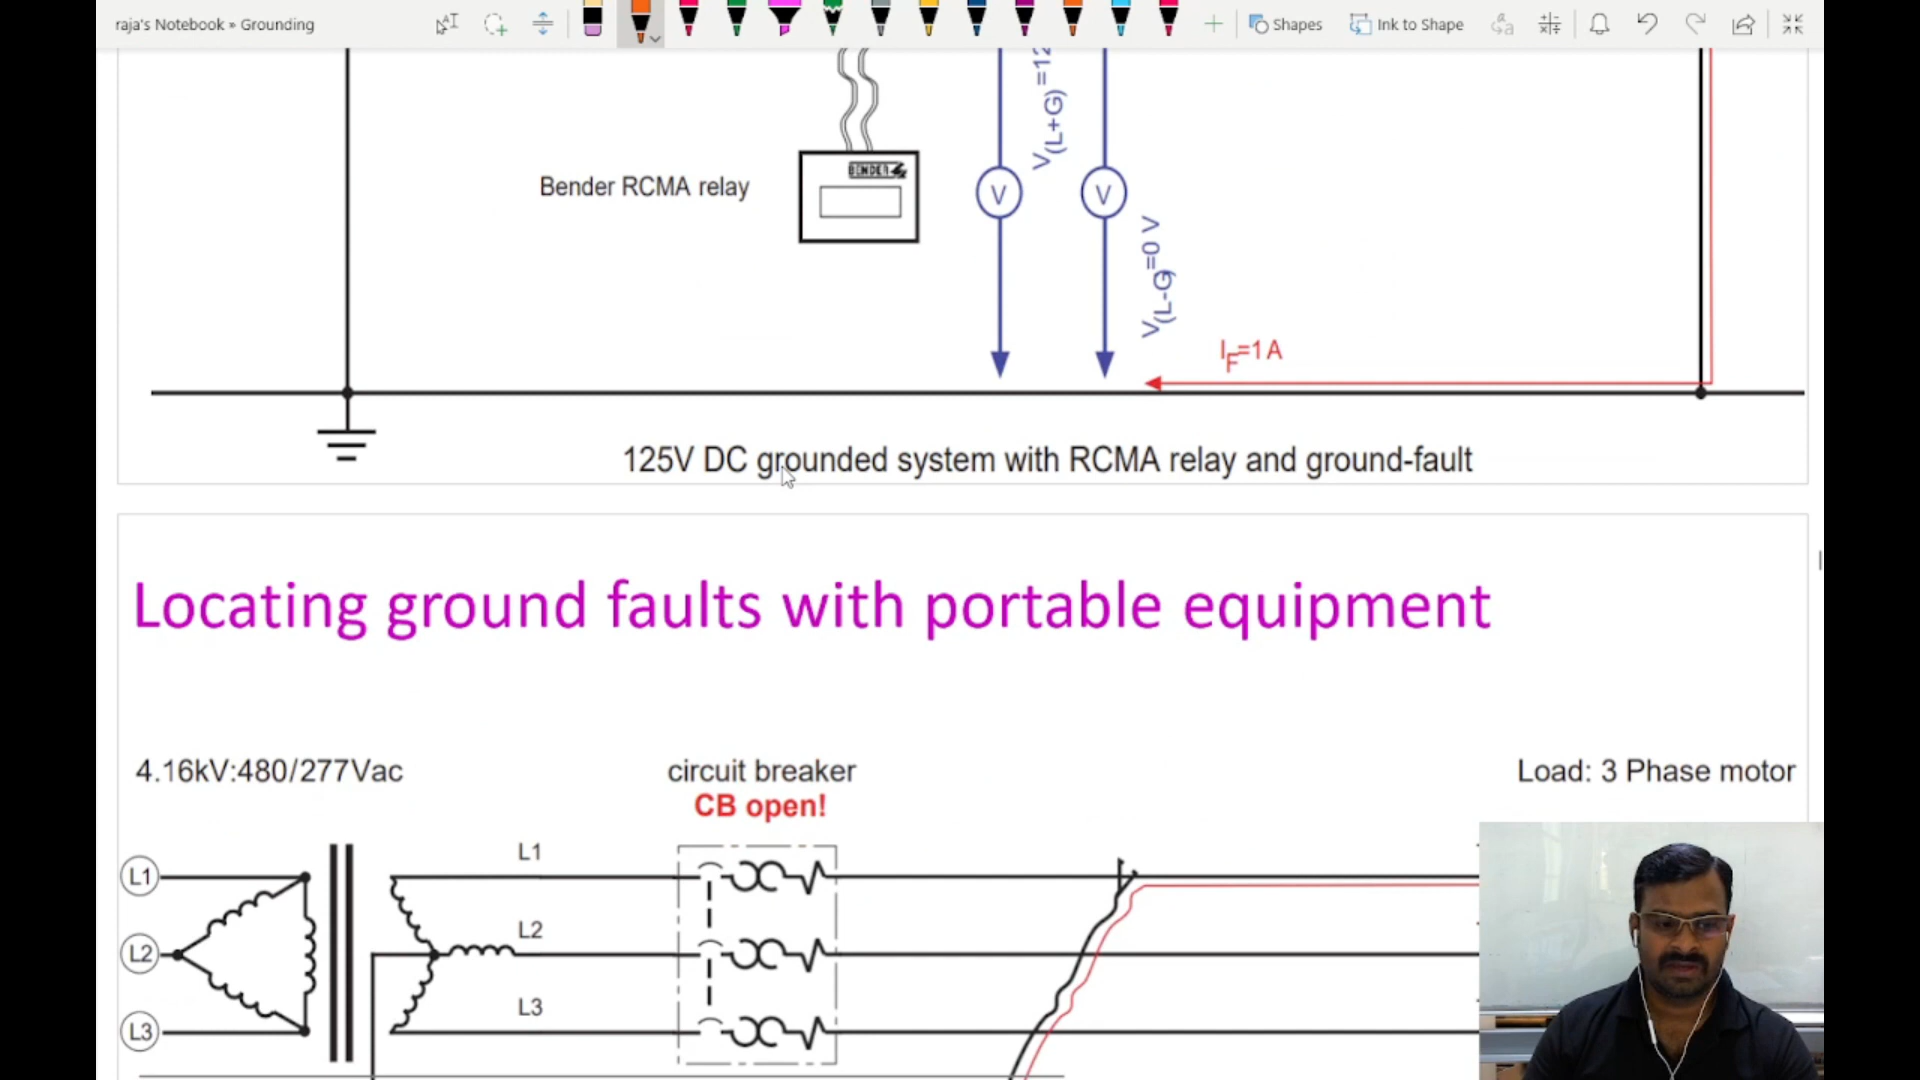 raja's Notebook » Grounding
Shapes
Ink to Shape
V(L+G) =12
Bender RCMA relay
BENDER
V
V
V(L-G)=0 V
IF=1A
125V DC grounded system with RCMA relay and ground-fault
Locating ground faults with portable equipment
4.16kV:480/277Vac
circuit breaker
Load: 3 Phase motor
CB open!
L1
L1
L2
L2
L3
L3